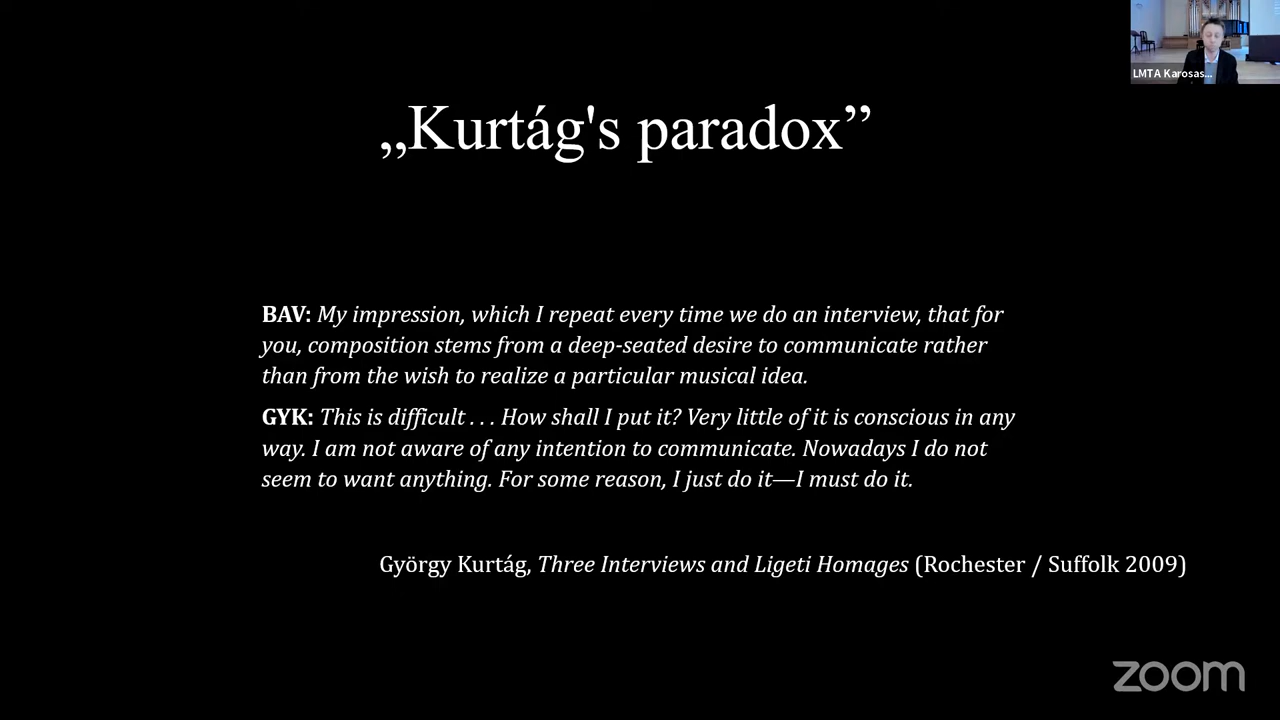 LMTA Karosas...
„Kurtág's paradox”
BAV: My impression, which I repeat every time we do an interview, that for
you, composition stems from a deep-seated desire to communicate rather
than from the wish to realize a particular musical idea.
GYK: This is difficult . . . How shall I put it? Very little of it is conscious in any
way. I am not aware of any intention to communicate. Nowadays I do not
seem to want anything. For some reason, I just do it—I must do it.
György Kurtág, Three Interviews and Ligeti Homages (Rochester / Suffolk 2009)
zoom